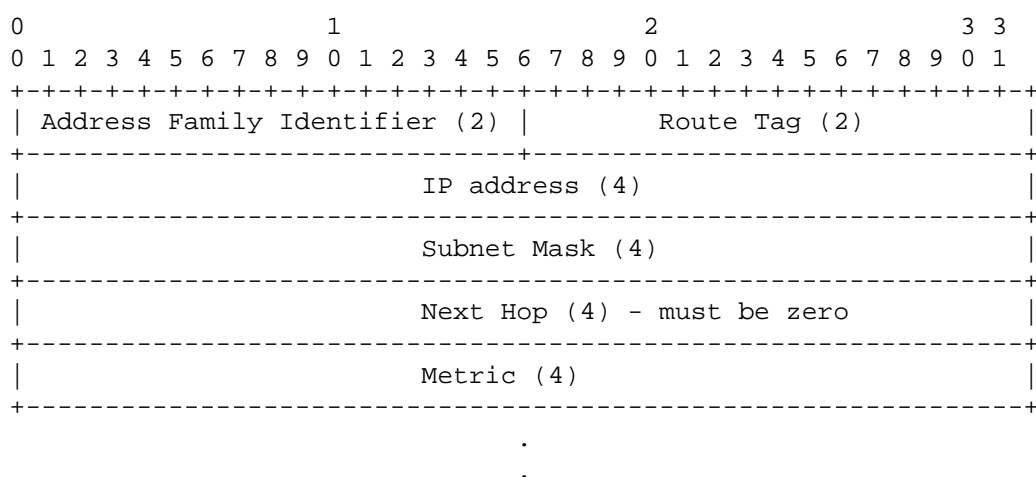 0                   1                   2                   3 3
0 1 2 3 4 5 6 7 8 9 0 1 2 3 4 5 6 7 8 9 0 1 2 3 4 5 6 7 8 9 0 1
+-+-+-+-+-+-+-+-+-+-+-+-+-+-+-+-+-+-+-+-+-+-+-+-+-+-+-+-+-+-+-+-+
| Address Family Identifier (2) |        Route Tag (2)          |
+-------------------------------+-------------------------------+
|                         IP address (4)                        |
+---------------------------------------------------------------+
|                         Subnet Mask (4)                       |
+---------------------------------------------------------------+
|                         Next Hop (4) - must be zero           |
+---------------------------------------------------------------+
|                         Metric (4)                            |
+---------------------------------------------------------------+
                                .
                                .